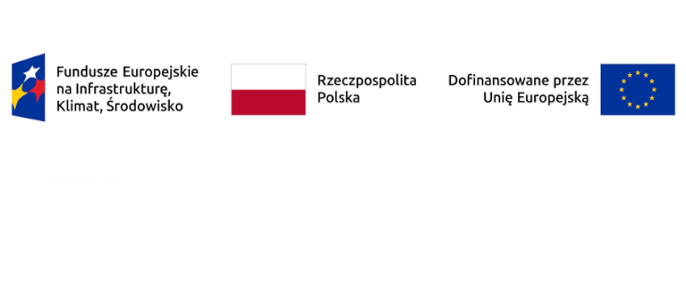 Fundusze Europejskie
na Infrastrukturę,
Klimat, Środowisko
Rzeczpospolita
Polska
Dofinansowane przez
Unię Europejską